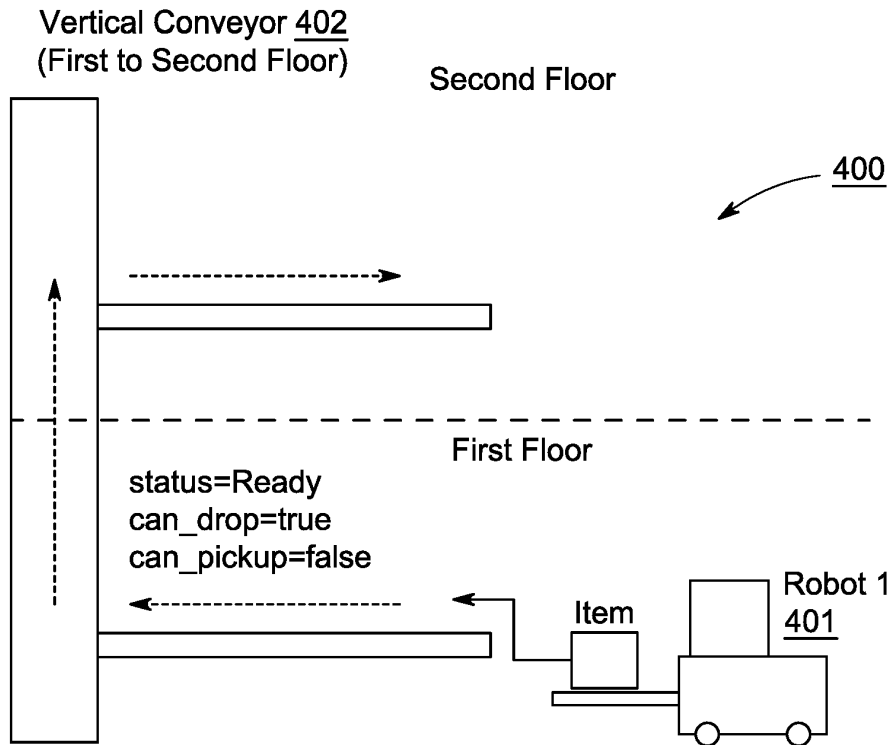 Vertical Conveyor 402
(First to Second Floor)
Second Floor
400
First Floor
status=Ready
can_drop=true
can_pickup=false
Item
Robot 1
401